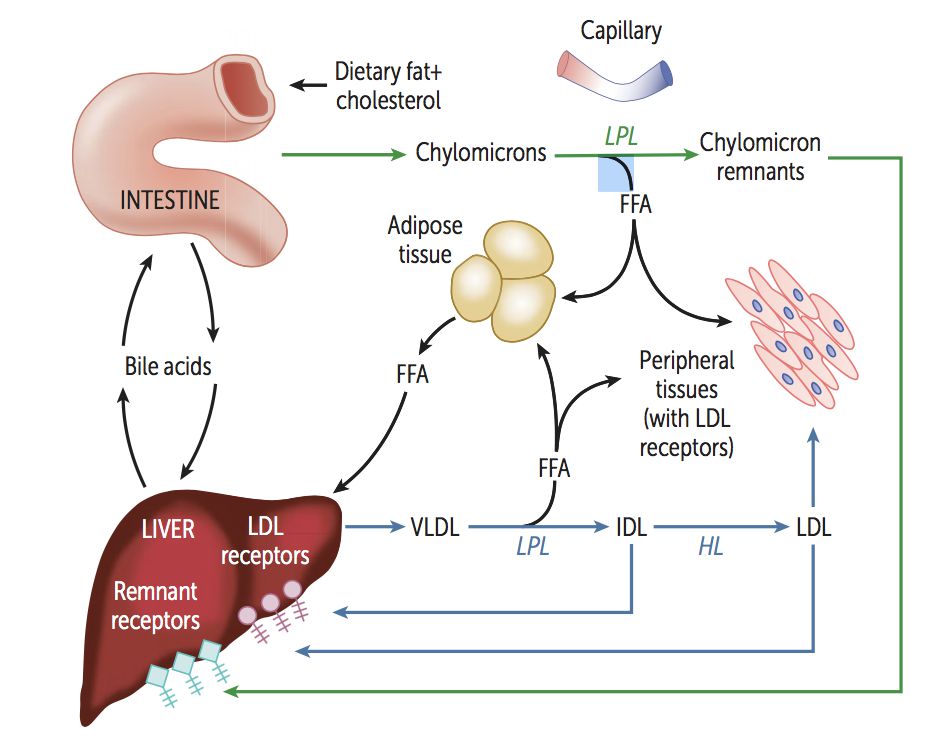 Capillary
Dietary fat+
cholesterol
LPL
Chylomicrons
Chylomicron
remnants
INTESTINE
FFA
Adipose
tissue
Bile acids
FFA
Peripheral
tissues
(with LDL
receptors)
FFA
LIVER
LDL
receptors
VLDL
LPL
IDL
HL
LDL
Remnant
receptors